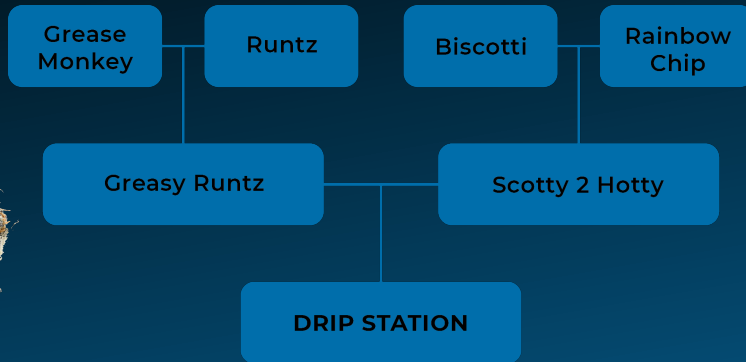 Grease
Monkey
Runtz
Biscotti
Rainbow
Chip
Greasy Runtz
Scotty 2 Hotty
DRIP STATION